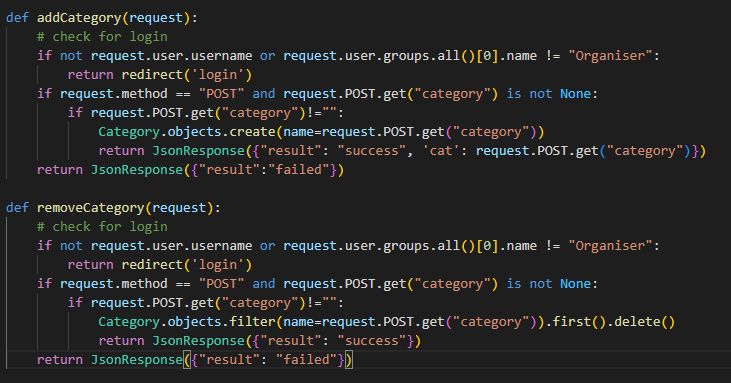 def addCategory(request):
    # check for login
    if not request.user.username or request.user.groups.all()[0].name != "Organiser":
        return redirect('login')
    if request.method == "POST" and request.POST.get("category") is not None:
        if request.POST.get("category")!="":
            Category.objects.create(name=request.POST.get("category"))
            return JsonResponse({"result": "success", 'cat': request.POST.get("category")})
    return JsonResponse({"result":"failed"})

def removeCategory(request):
    # check for login
    if not request.user.username or request.user.groups.all()[0].name != "Organiser":
        return redirect('login')
    if request.method == "POST" and request.POST.get("category") is not None:
        if request.POST.get("category")!="":
            Category.objects.filter(name=request.POST.get("category")).first().delete()
            return JsonResponse({"result": "success"})
    return JsonResponse({"result": "failed"})